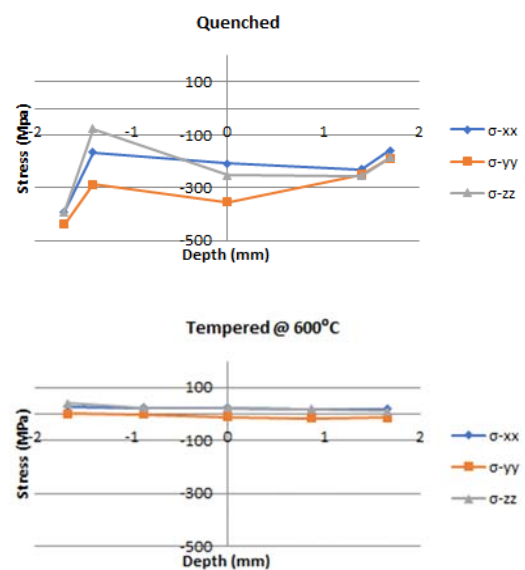 Quenched
100
-2
-1
0
1
2
-100
-300
-500
Stress (Mpa)
Depth (mm)
σ-xx
σ-yy
σ-zz
Tempered @ 600⁰C
100
-2
-1
0
1
2
-100
-300
-500
Stress (MPa)
Depth (mm)
σ-xx
σ-yy
σ-zz